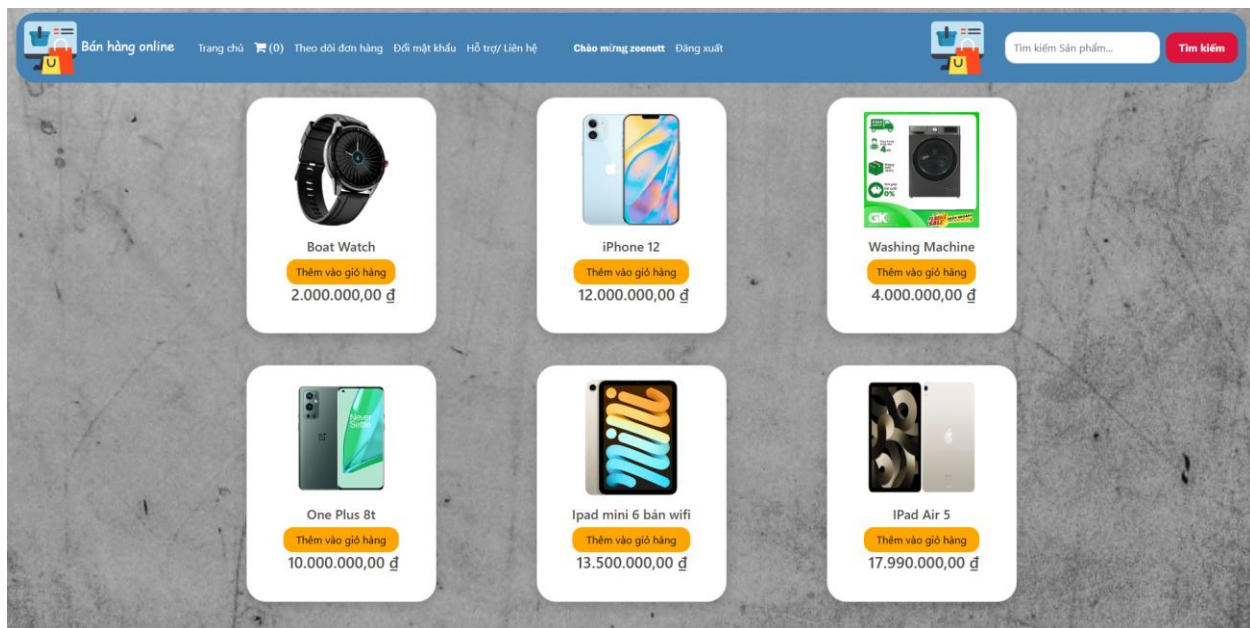 Bán hàng online
Trang chủ (0) Theo dõi đơn hàng Đổi mật khẩu Hỗ trợ/ Liên hệ
Chào mừng zeenutt Đăng xuất
Tìm kiếm Sản phẩm...
Tìm kiếm
Boat Watch
Thêm vào giỏ hàng
2.000.000,00 ₫
iPhone 12
Thêm vào giỏ hàng
12.000.000,00 ₫
GK
Washing Machine
Thêm vào giỏ hàng
4.000.000,00 ₫
Never
Settle
One Plus 8t
Thêm vào giỏ hàng
10.000.000,00 ₫
Ipad mini 6 bản wifi
Thêm vào giỏ hàng
13.500.000,00 ₫
IPad Air 5
Thêm vào giỏ hàng
17.990.000,00 ₫